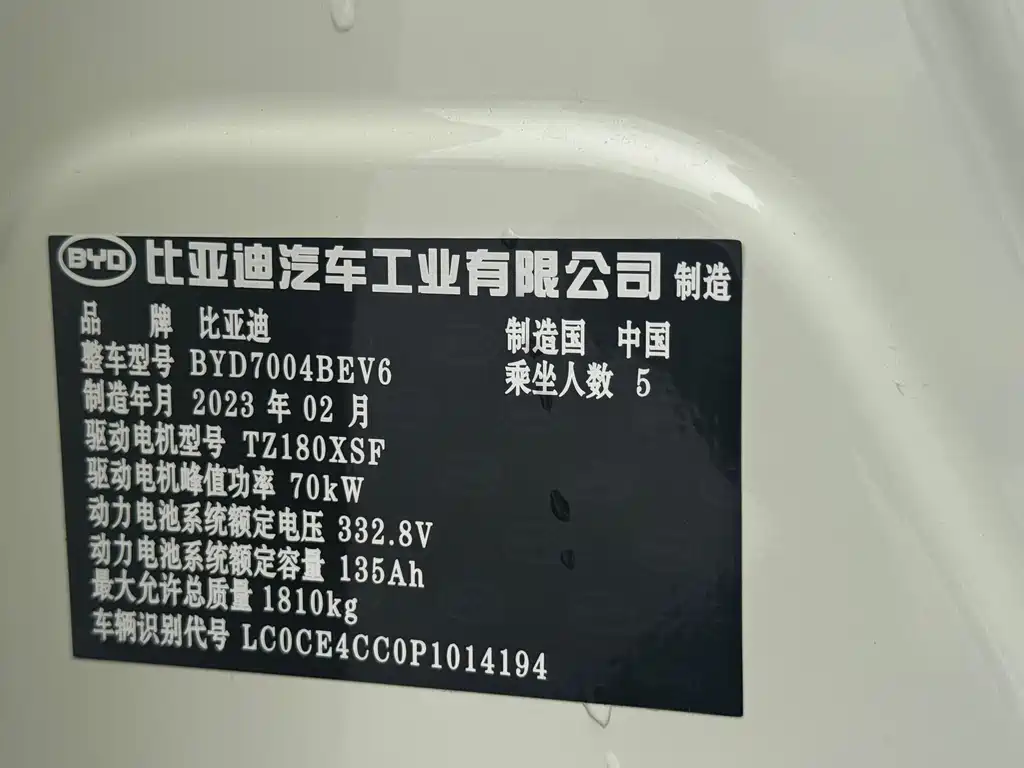 BYD 比亚迪汽车工业有限公司 制造
品 牌 比亚迪
制造国 中国
整车型号 BYD7004BEV6
乘坐人数 5
制造年月 2023 年 02 月
驱动电机型号 TZ180XSF
驱动电机峰值功率 70kW
动力电池系统额定电压 332.8V
动力电池系统额定容量 135Ah
最大允许总质量 1810kg
车辆识别代号 LC0CE4CC0P1014194